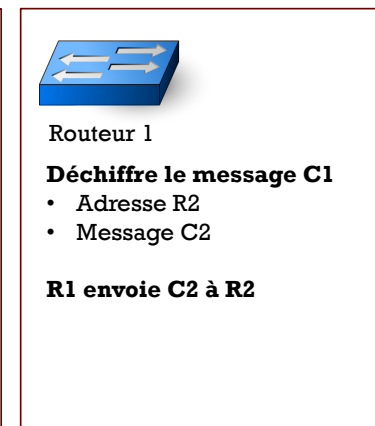 Routeur 1
Déchiffre le message C1
• Adresse R2
• Message C2
R1 envoie C2 à R2